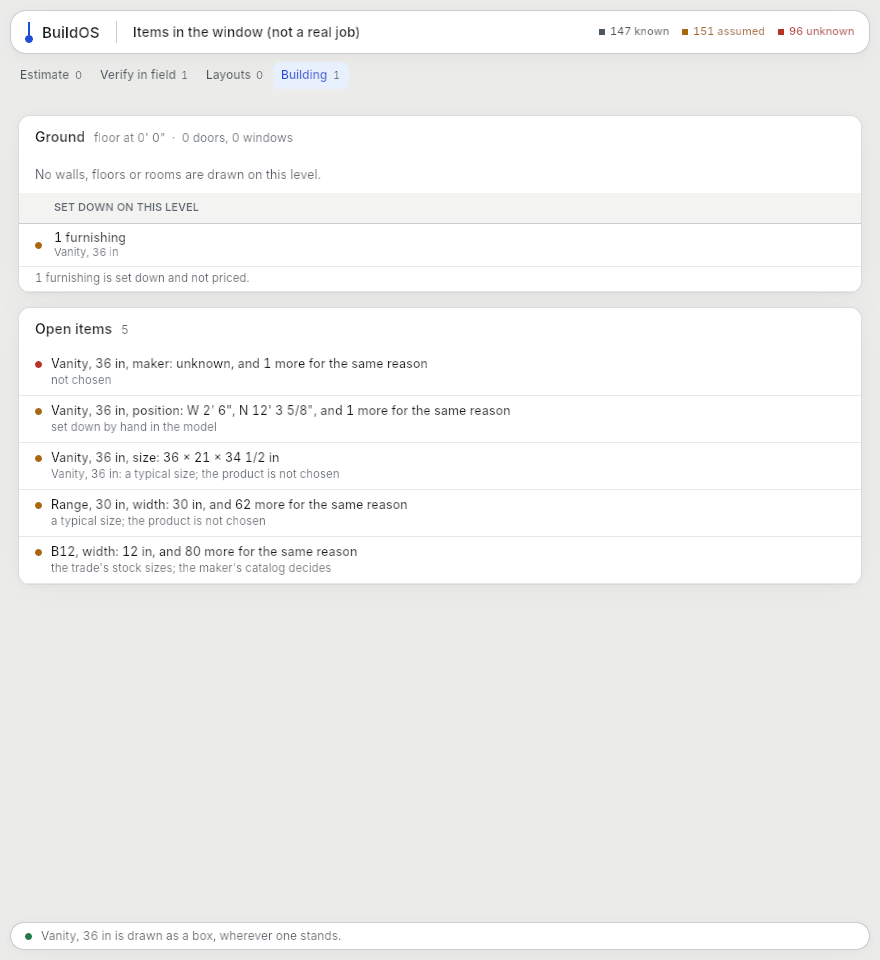 BuildOS
Items in the window (not a real job)
147 known
151 assumed
96 unknown
Estimate 0
Verify in field 1
Layouts 0
Building 1
Ground floor at 0' 0" · 0 doors, 0 windows
No walls, floors or rooms are drawn on this level.
SET DOWN ON THIS LEVEL
1 furnishing
Vanity, 36 in
1 furnishing is set down and not priced.
Open items 5
Vanity, 36 in, maker: unknown, and 1 more for the same reason
not chosen
Vanity, 36 in, position: W 2' 6", N 12' 3 5/8", and 1 more for the same reason
set down by hand in the model
Vanity, 36 in, size: 36 × 21 × 34 1/2 in
Vanity, 36 in: a typical size; the product is not chosen
Range, 30 in, width: 30 in, and 62 more for the same reason
a typical size; the product is not chosen
B12, width: 12 in, and 80 more for the same reason
the trade's stock sizes; the maker's catalog decides
Vanity, 36 in is drawn as a box, wherever one stands.